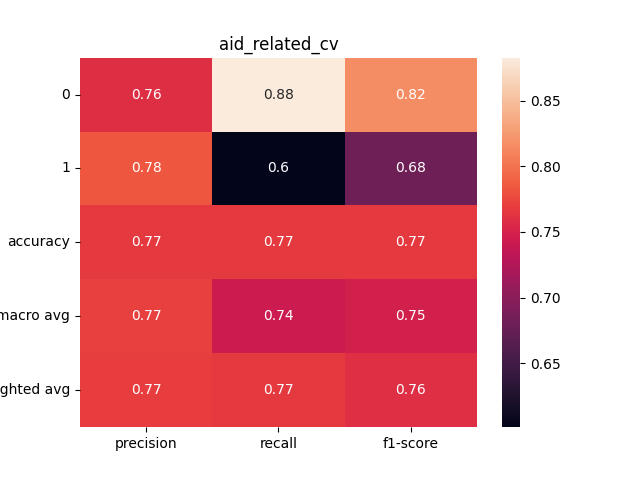 aid_related_cv
0 0.76 0.88 0.82 0.85
1 0.78 0.6 0.68 0.80
accuracy 0.77 0.77 0.77 0.75
macro avg 0.77 0.74 0.75 0.70
ghted avg 0.77 0.77 0.76 0.65
precision recall f1-score